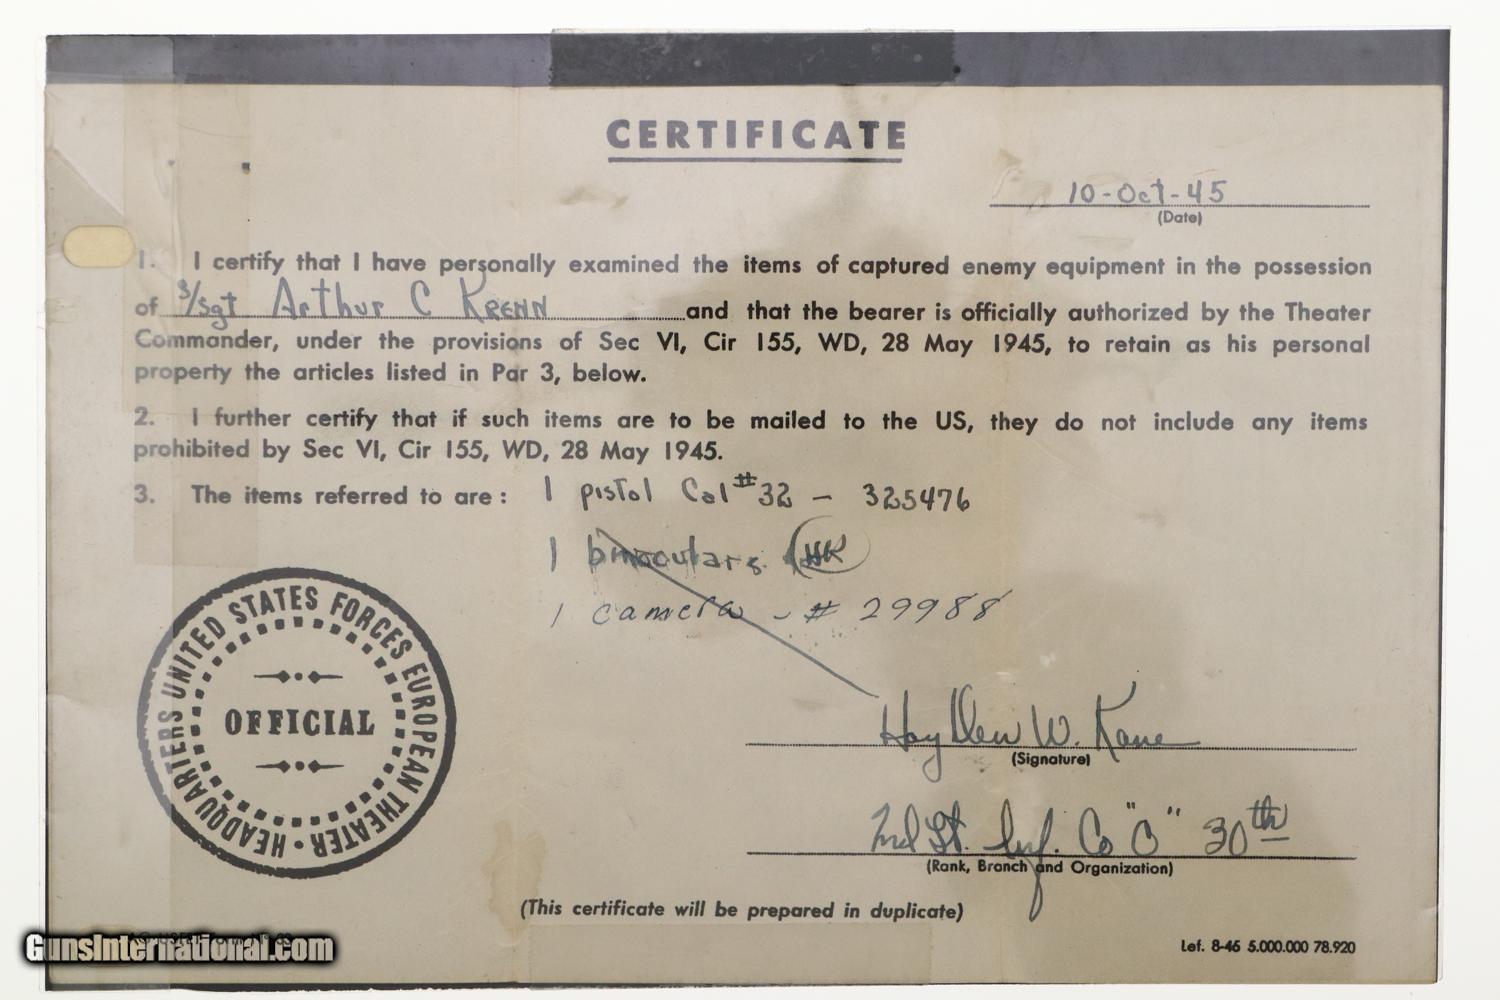 CERTIFICATE
10-Oct-45
(Date)
1. I certify that I have personally examined the items of captured enemy equipment in the possession
of S/Sgt Arthur C KRENN and that the bearer is officially authorized by the Theater
Commander, under the provisions of Sec VI, Cir 155, WD, 28 May 1945, to retain as his personal
property the articles listed in Par 3, below.
2. I further certify that if such items are to be mailed to the US, they do not include any items
prohibited by Sec VI, Cir 155, WD, 28 May 1945.
3. The items referred to are : 1 pistol Cal #32 - 325476
1 binoculars HK
1 camera - # 29988
HEADQUARTERS UNITED STATES FORCES EUROPEAN THEATER •
OFFICIAL
Hayden W. Kane
(Signature)
2nd Lt. Inf. Co "C" 30th
(Rank, Branch and Organization)
(This certificate will be prepared in duplicate)
GunsInternational.com
Lef. 8-45 5.000.000 78.920